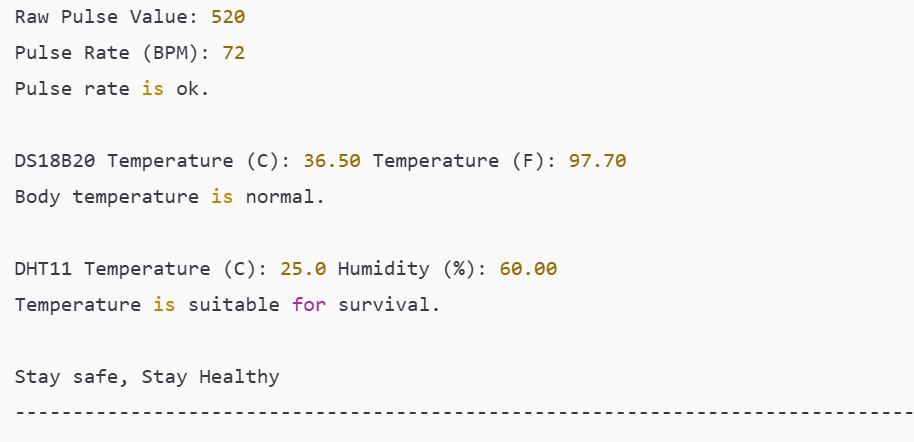 Raw Pulse Value: 520
Pulse Rate (BPM): 72
Pulse rate is ok.
DS18B20 Temperature (C): 36.50 Temperature (F): 97.70
Body temperature is normal.
DHT11 Temperature (C): 25.0 Humidity (%): 60.00
Temperature is suitable for survival.
Stay safe, Stay Healthy
------------------------------------------------------------------------------